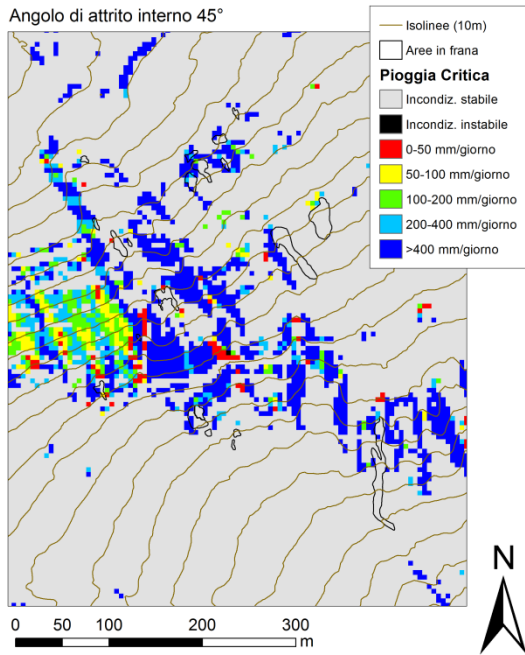 Angolo di attrito interno 45°
Isolinee (10m)
Aree in frana
Pioggia Critica
Incondiz. stabile
Incondiz. instabile
0-50 mm/giorno
50-100 mm/giorno
100-200 mm/giorno
200-400 mm/giorno
>400 mm/giorno
N
0 50 100 200 300
m